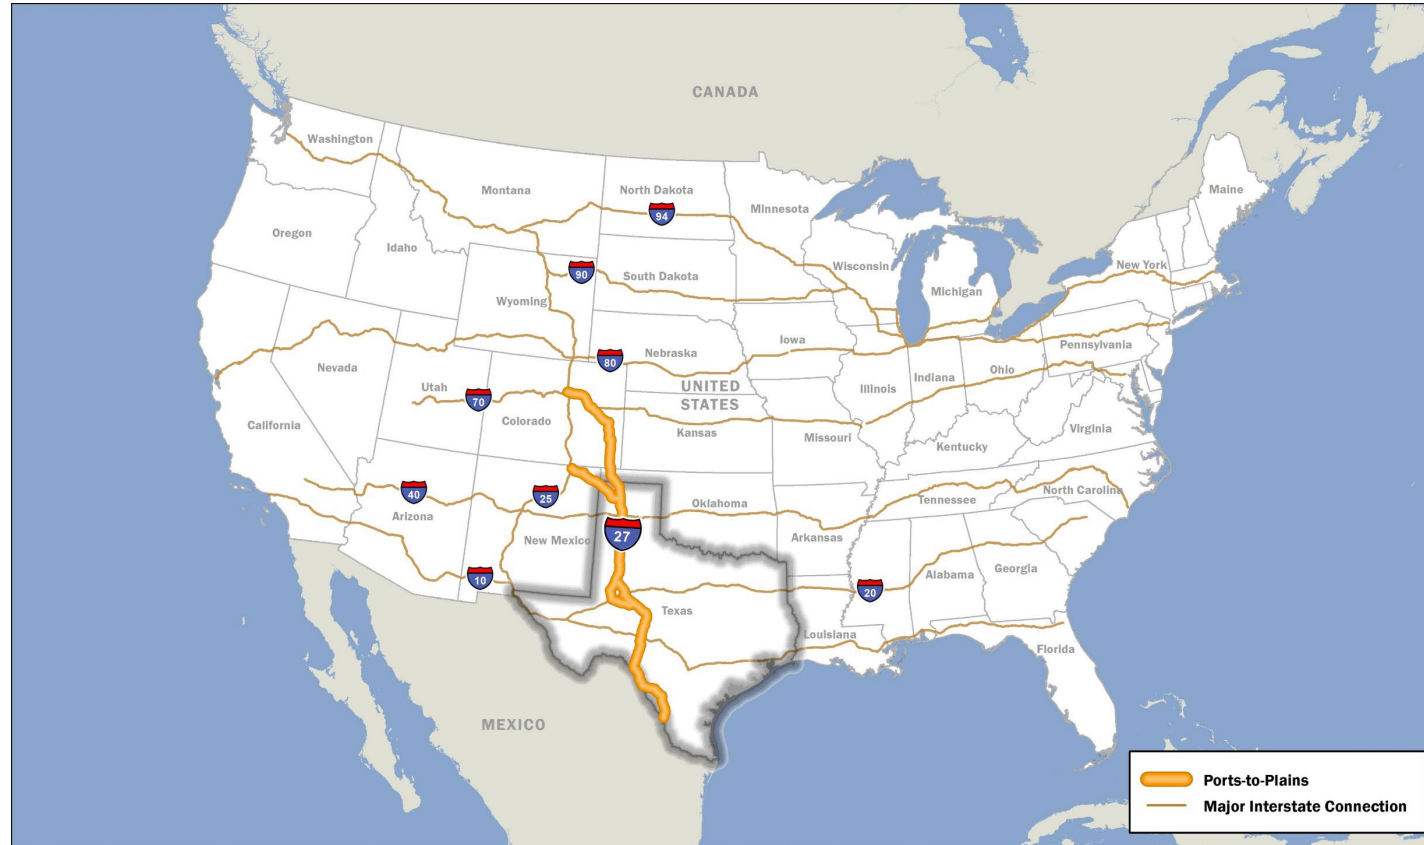 CANADA
Washington
Montana
North Dakota
Minnesota
Maine
94
Oregon
Idaho
Wisconsin
New York
90
South Dakota
Michigan
Wyoming
Iowa
Pennsylvania
80
Nebraska
Nevada
Utah
UNITED
STATES
Illinois
Indiana
Ohio
70
Colorado
California
Kansas
Missouri
Kentucky
Virginia
40
25
Oklahoma
Tennessee
North Carolina
Arizona
New Mexico
27
Arkansas
10
20
Alabama
Georgia
Texas
Louisiana
Florida
MEXICO
Ports-to-Plains
Major Interstate Connection